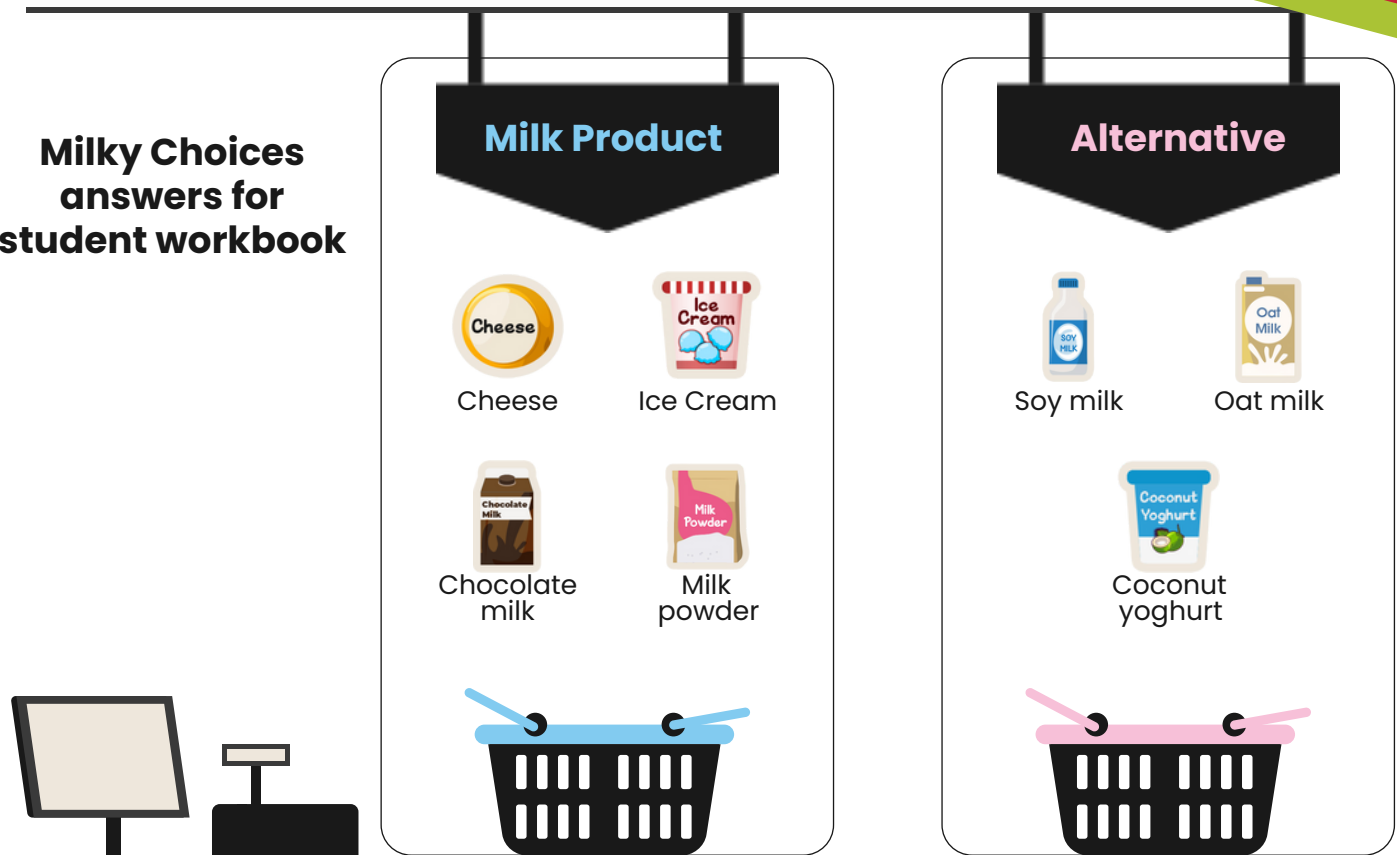 Milky Choices
answers for
student workbook
Milk Product
Cheese
Cheese
Ice
Cream
Ice Cream
Chocolate
Milk
Chocolate
milk
Milk
Powder
Milk
powder
Alternative
SOY
MILK
Soy milk
Oat
Milk
Oat milk
Coconut
Yoghurt
Coconut
yoghurt